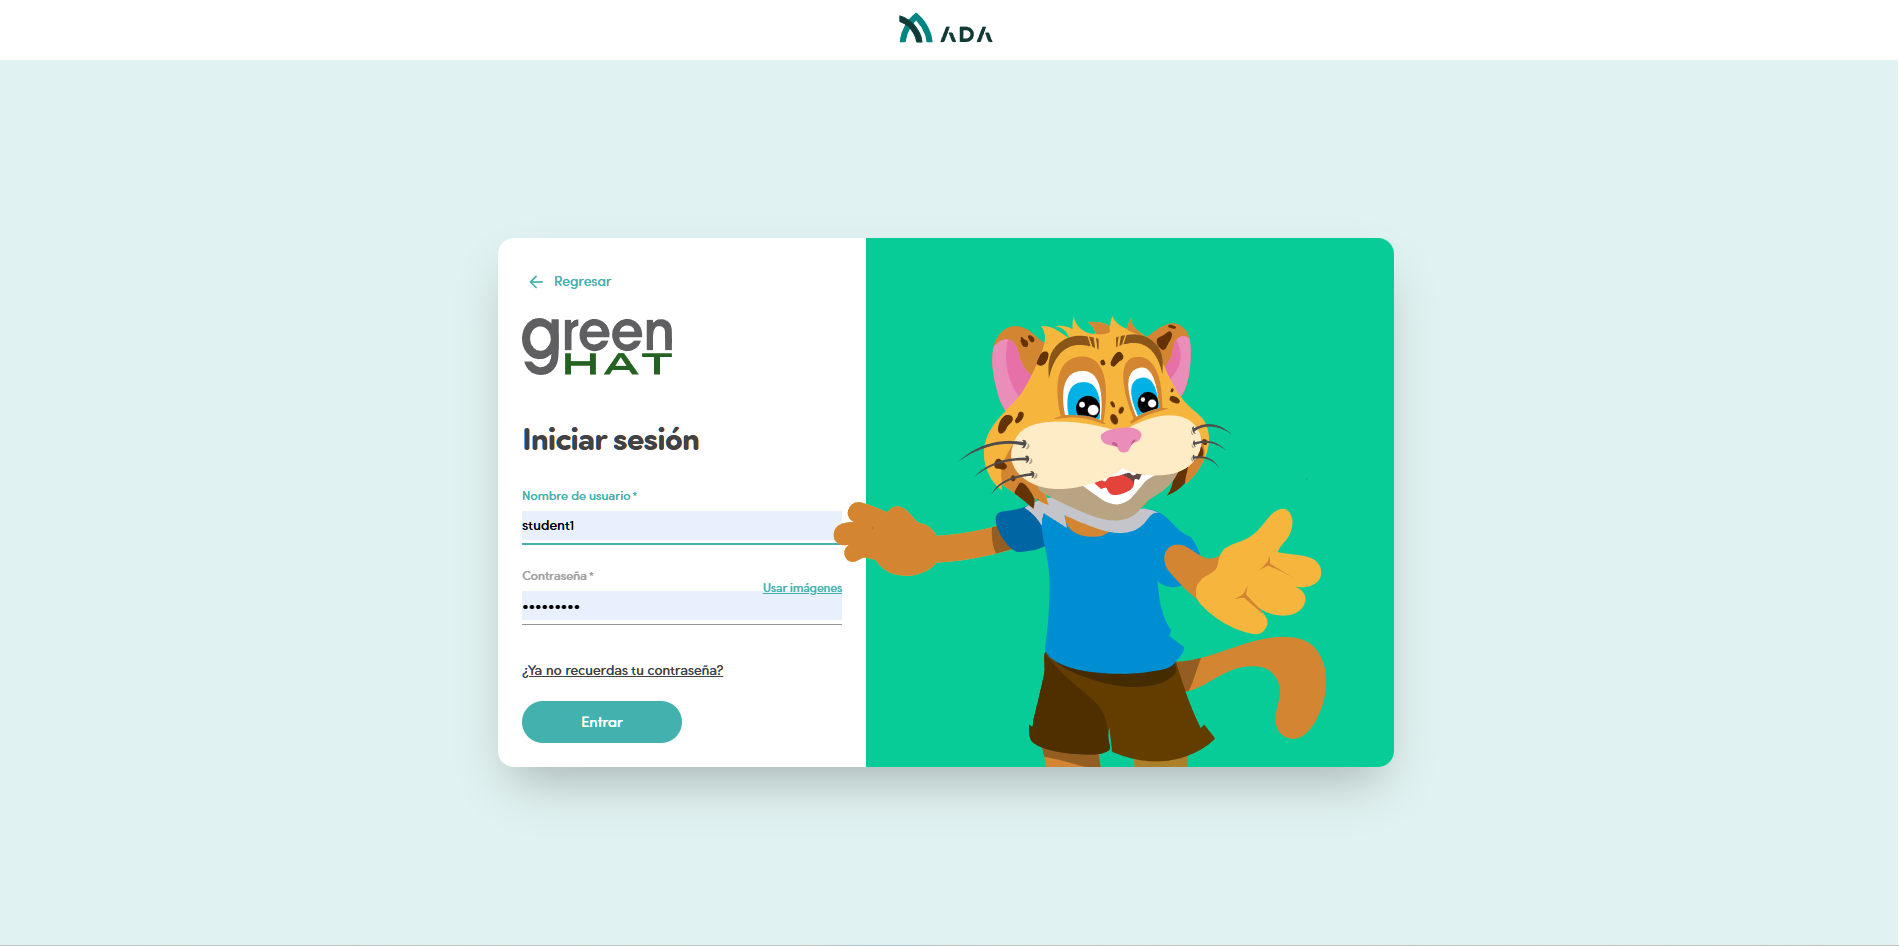 ADA
Regresar
green
HAT
Iniciar sesión
Nombre de usuario *
student1
Contraseña *
Usar imágenes
•••••••••
¿Ya no recuerdas tu contraseña?
Entrar